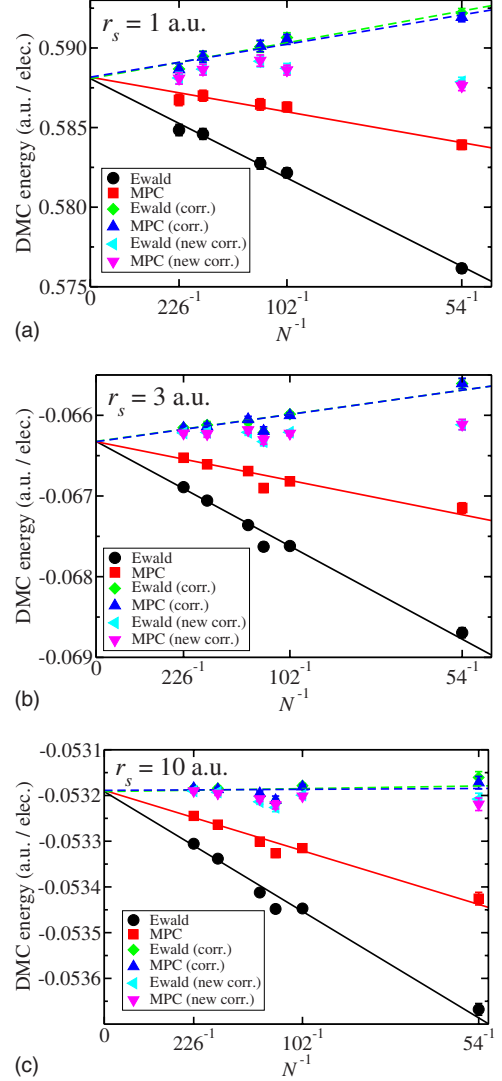 DMC energy (a.u. / elec.)
0.590
0.585
0.580
0.575
r_s = 1 a.u.
Ewald
MPC
Ewald (corr.)
MPC (corr.)
Ewald (new corr.)
MPC (new corr.)
0
226⁻¹
102⁻¹
54⁻¹
N⁻¹
(a)
DMC energy (a.u. / elec.)
-0.066
-0.067
-0.068
-0.069
r_s = 3 a.u.
Ewald
MPC
Ewald (corr.)
MPC (corr.)
Ewald (new corr.)
MPC (new corr.)
0
226⁻¹
102⁻¹
54⁻¹
N⁻¹
(b)
DMC energy (a.u. / elec.)
-0.0531
-0.0532
-0.0533
-0.0534
-0.0535
-0.0536
r_s = 10 a.u.
Ewald
MPC
Ewald (corr.)
MPC (corr.)
Ewald (new corr.)
MPC (new corr.)
0
226⁻¹
102⁻¹
54⁻¹
N⁻¹
(c)